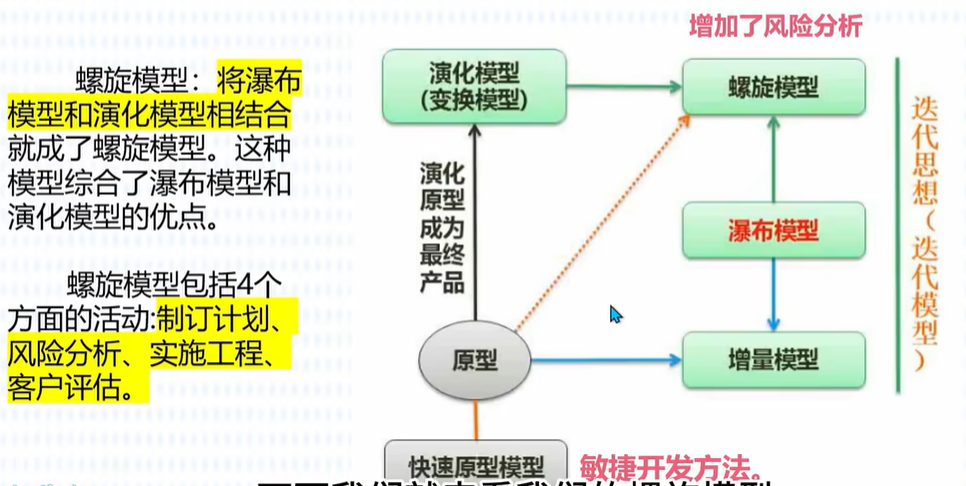 增加了风险分析
螺旋模型：将瀑布
模型和演化模型相结合
就成了螺旋模型。这种
模型综合了瀑布模型和
演化模型的优点。
螺旋模型包括4个
方面的活动:制订计划、
风险分析、实施工程、
客户评估。
演化模型
(变换模型)
螺旋模型
演化
原型
成为
最终
产品
瀑布模型
原型
增量模型
快速原型模型
敏捷开发方法。
迭代思想(迭代模型)